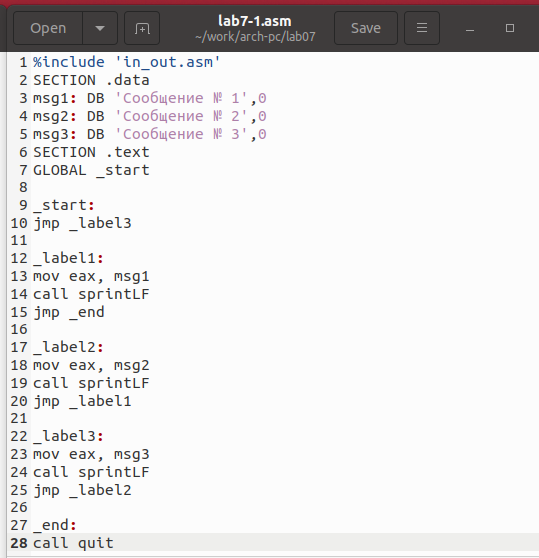 Open
lab7-1.asm
~/work/arch-pc/lab07
Save
1 %include 'in_out.asm'
2 SECTION .data
3 msg1: DB 'Сообщение № 1',0
4 msg2: DB 'Сообщение № 2',0
5 msg3: DB 'Сообщение № 3',0
6 SECTION .text
7 GLOBAL _start
8
9 _start:
10 jmp _label3
11
12 _label1:
13 mov eax, msg1
14 call sprintLF
15 jmp _end
16
17 _label2:
18 mov eax, msg2
19 call sprintLF
20 jmp _label1
21
22 _label3:
23 mov eax, msg3
24 call sprintLF
25 jmp _label2
26
27 _end:
28 call quit